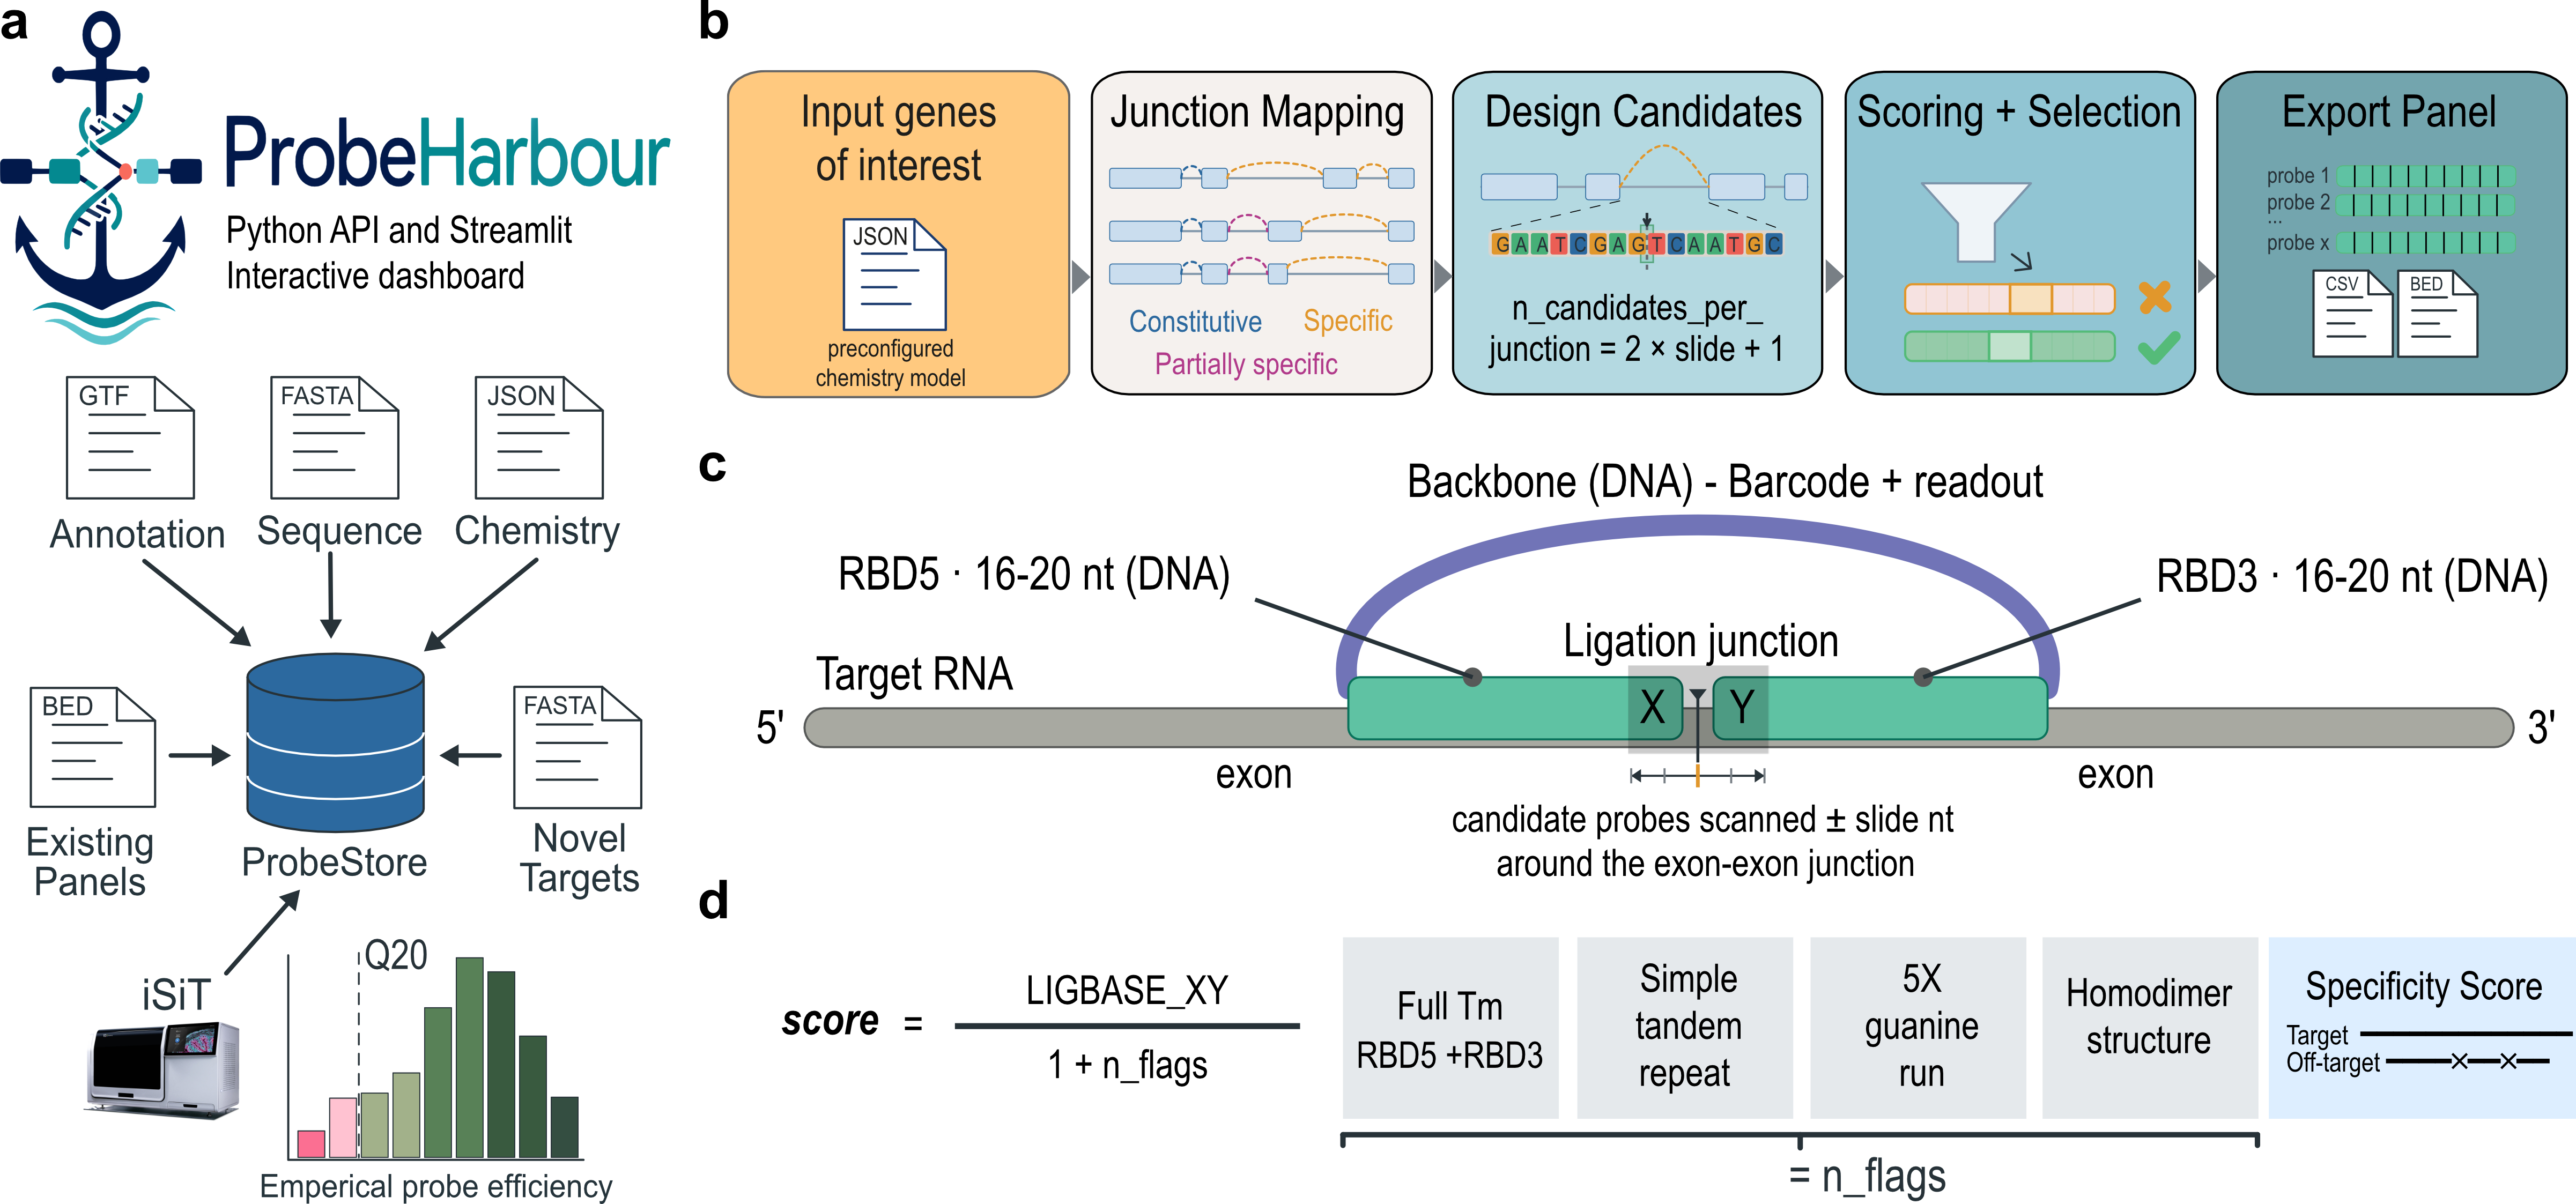 a
ProbeHarbour
Python API and Streamlit
Interactive dashboard
GTF
FASTA
JSON
Annotation
Sequence
Chemistry
BED
FASTA
Existing
Panels
ProbeStore
Novel
Targets
iSiT
Q20
Emperical probe efficiency
b
Input genes
of interest
JSON
preconfigured
chemistry model
Junction Mapping
Constitutive
Specific
Partially specific
Design Candidates
GAATCGAGTCAATGC
n_candidates_per_
junction = 2 × slide + 1
Scoring + Selection
Export Panel
probe 1
probe 2
...
probe x
CSV
BED
c
Backbone (DNA) - Barcode + readout
RBD5 · 16-20 nt (DNA)
RBD3 · 16-20 nt (DNA)
Ligation junction
Target RNA
X
Y
5'
3'
exon
exon
candidate probes scanned ± slide nt
around the exon-exon junction
d
score =
LIGBASE_XY
1 + n_flags
Full Tm
RBD5 +RBD3
Simple
tandem
repeat
5X
guanine
run
Homodimer
structure
Specificity Score
Target
Off-target
= n_flags